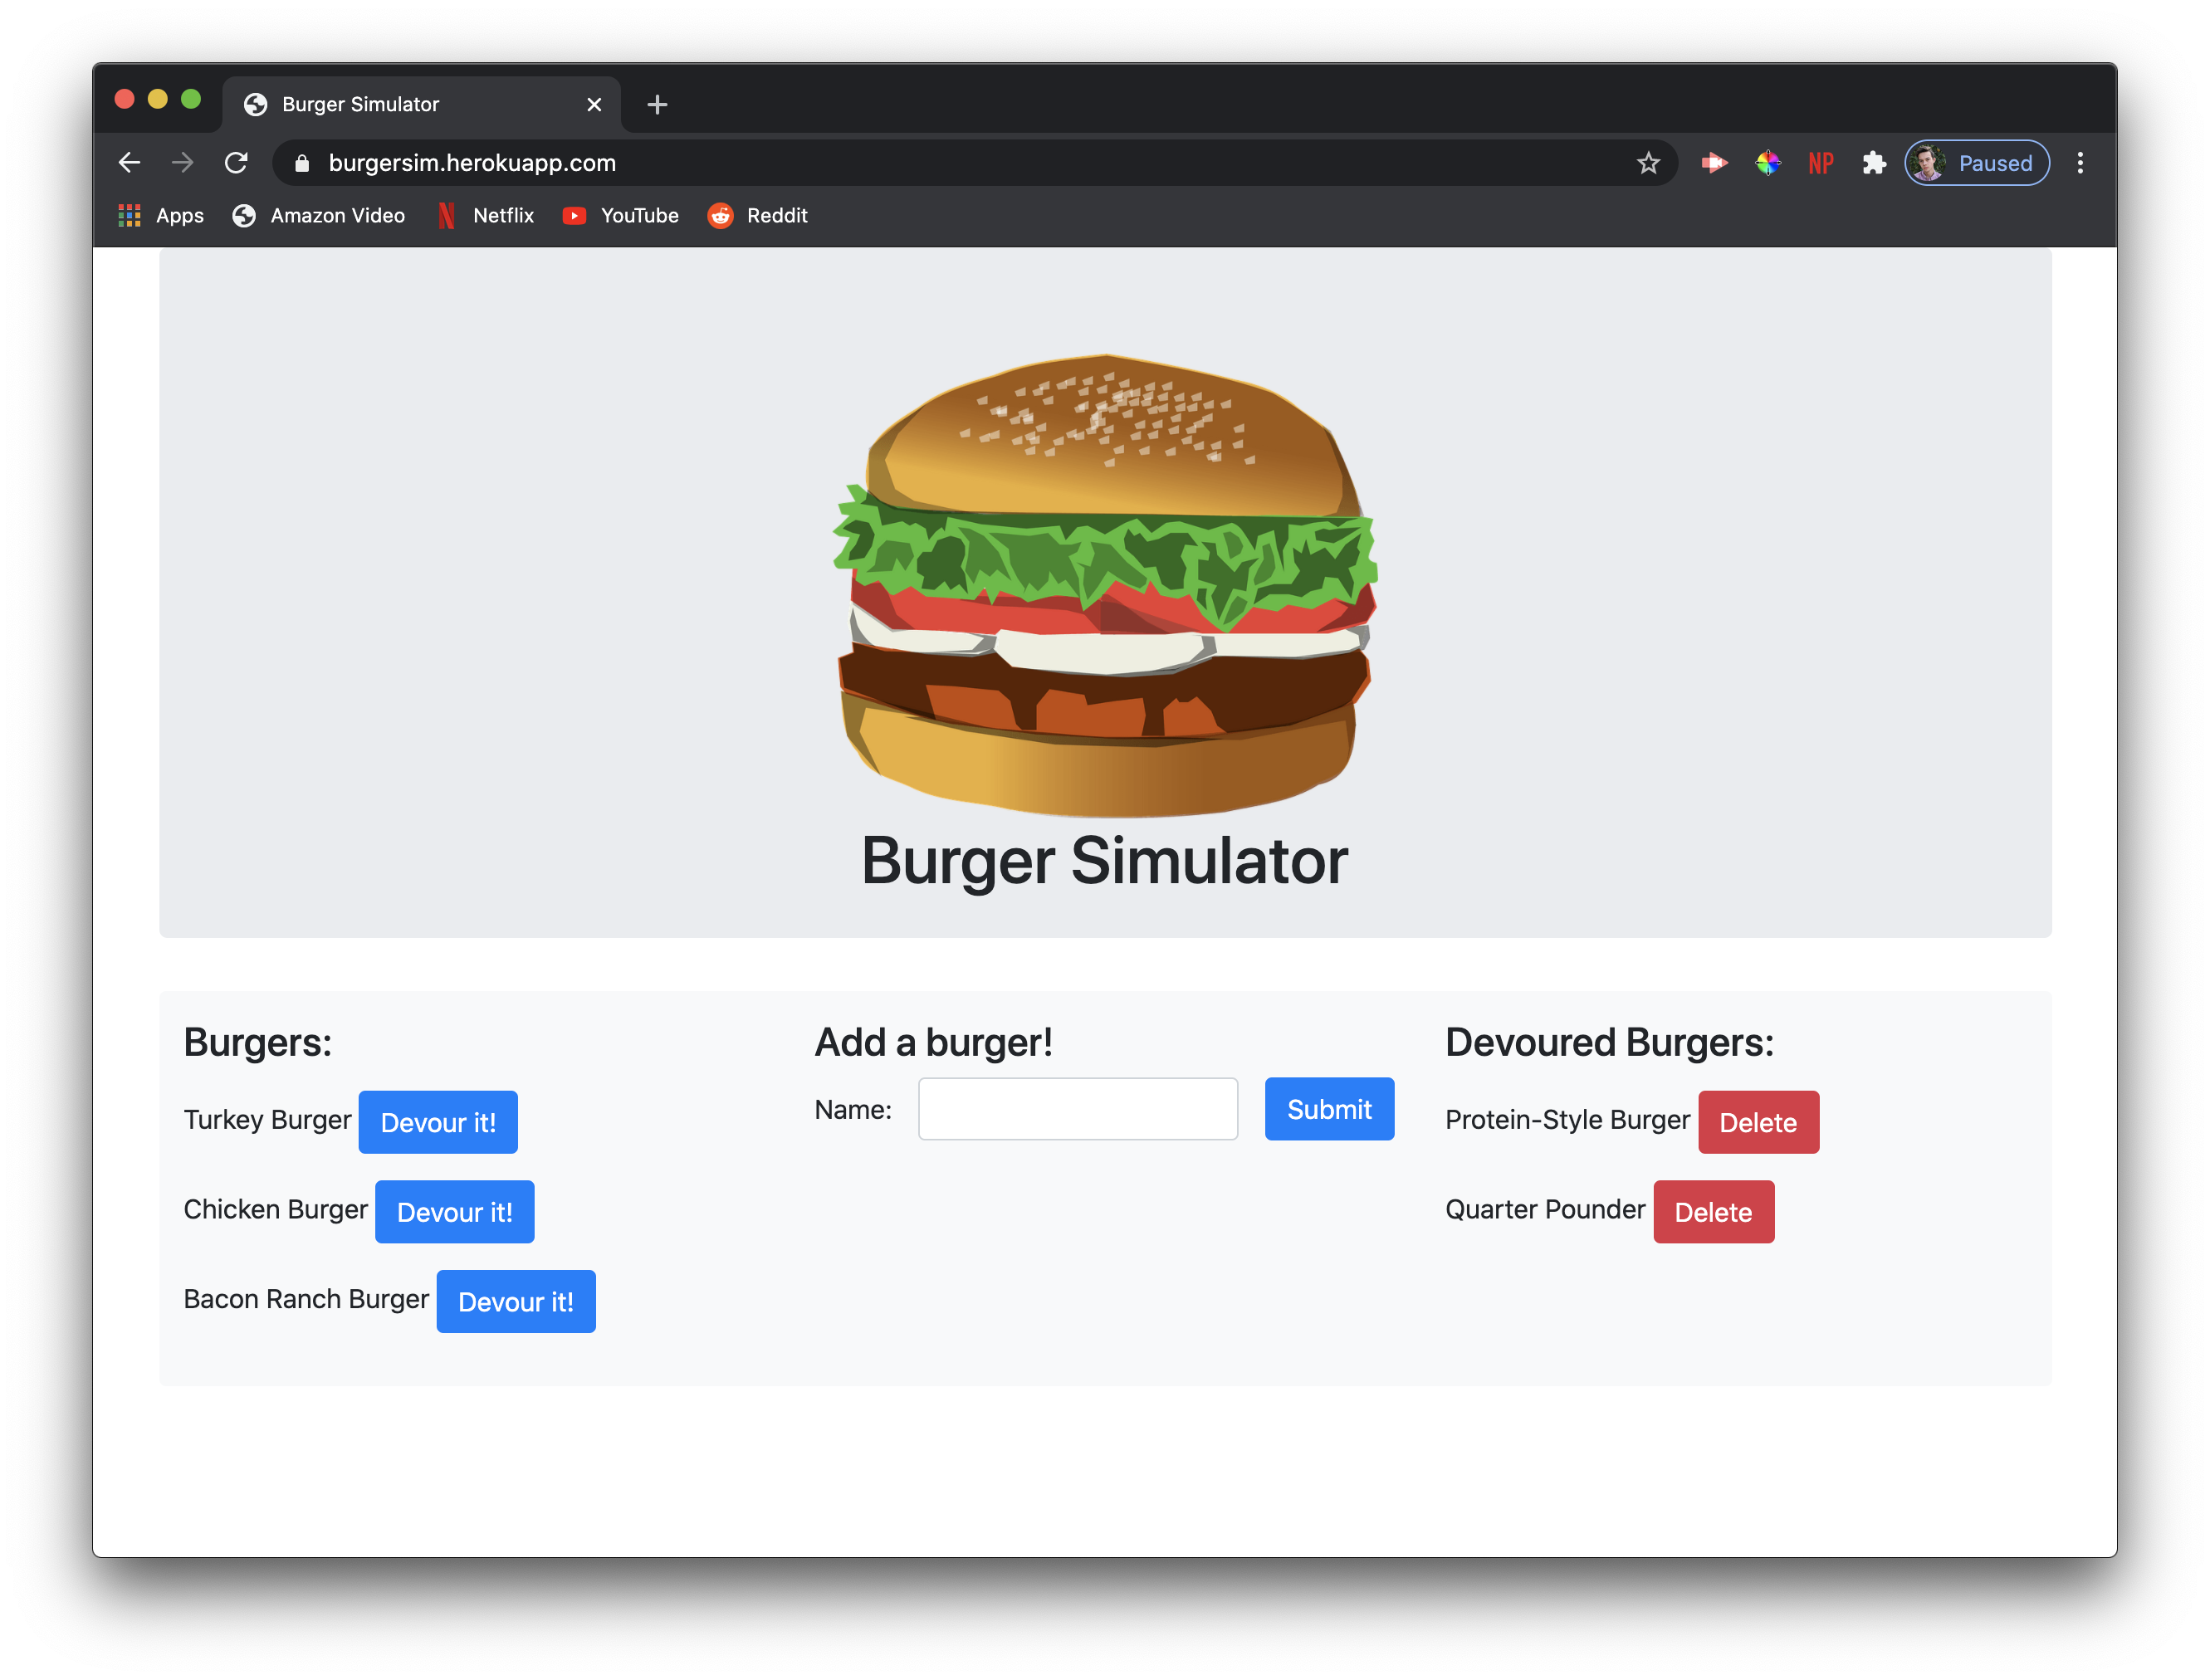 Burger Simulator
burgersim.herokuapp.com
NP
Paused
Apps
Amazon Video
Netflix
YouTube
Reddit
Burger Simulator
Burgers:
Turkey Burger Devour it!
Chicken Burger Devour it!
Bacon Ranch Burger Devour it!
Add a burger!
Name:
Submit
Devoured Burgers:
Protein-Style Burger Delete
Quarter Pounder Delete